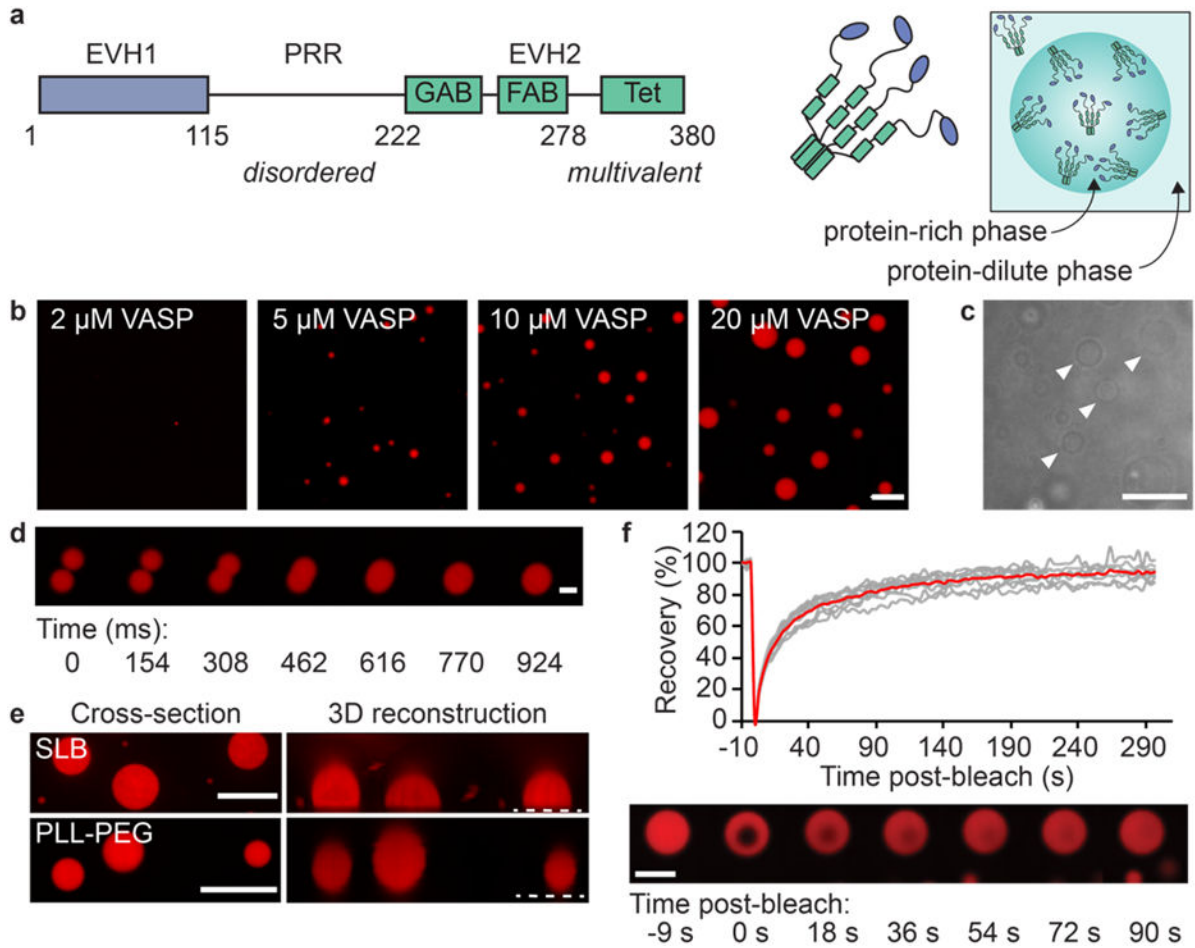 a
EVH1 PRR EVH2
GAB FAB Tet
1 115 222 278 380
disordered multivalent
protein-rich phase
protein-dilute phase
b
2 µM VASP 5 µM VASP 10 µM VASP 20 µM VASP
c
d
Time (ms):
0 154 308 462 616 770 924
e
Cross-section 3D reconstruction
SLB
PLL-PEG
f
Recovery (%)
120
100
80
60
40
20
0
-10 40 90 140 190 240 290
Time post-bleach (s)
Time post-bleach:
-9 s 0 s 18 s 36 s 54 s 72 s 90 s